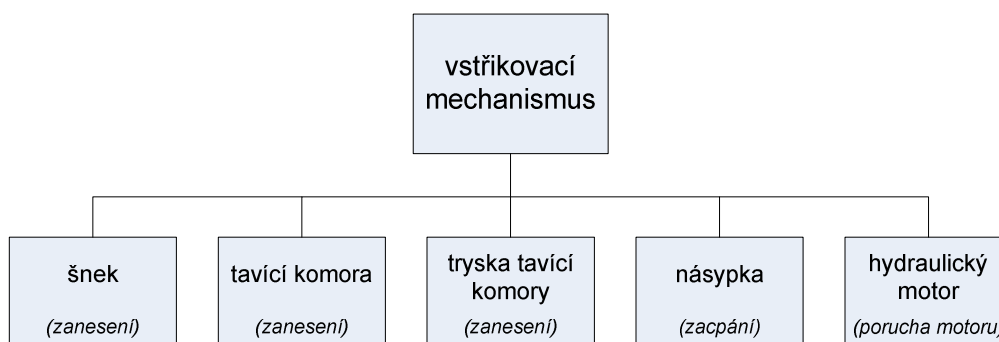 vstřikovací
mechanismus
šnek
(zanesení)
tavící komora
(zanesení)
tryska tavící
komory
(zanesení)
násypka
(zacpání)
hydraulický
motor
(porucha motoru)